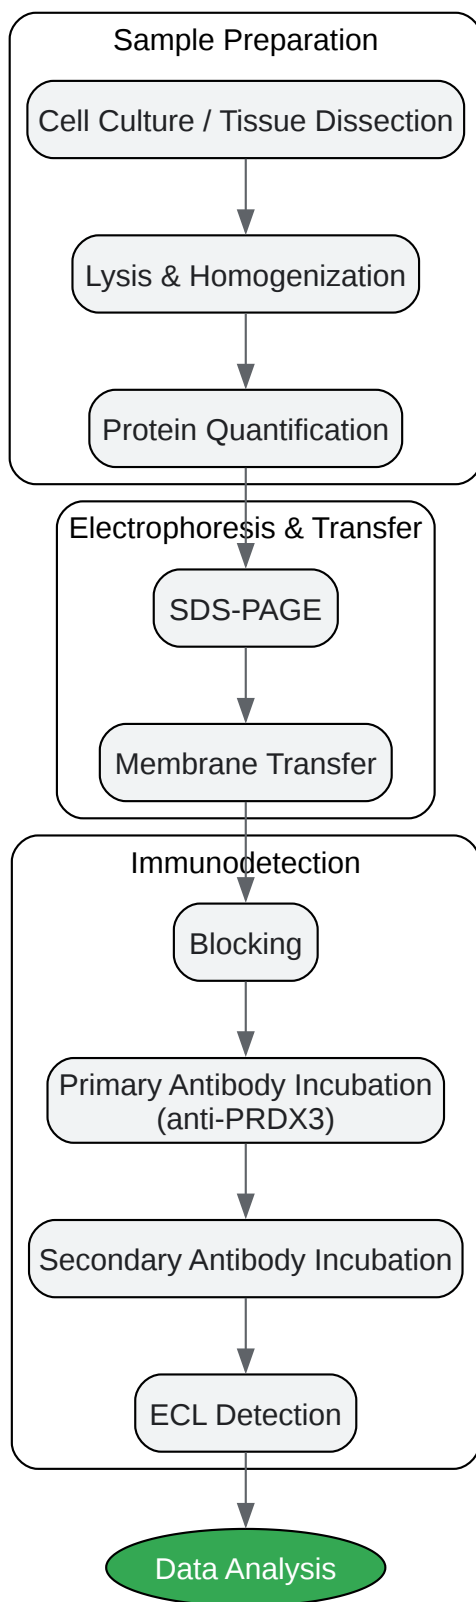 Sample Preparation
Cell Culture / Tissue Dissection
Lysis & Homogenization
Protein Quantification
Electrophoresis & Transfer
SDS-PAGE
Membrane Transfer
Immunodetection
Blocking
Primary Antibody Incubation
(anti-PRDX3)
Secondary Antibody Incubation
ECL Detection
Data Analysis